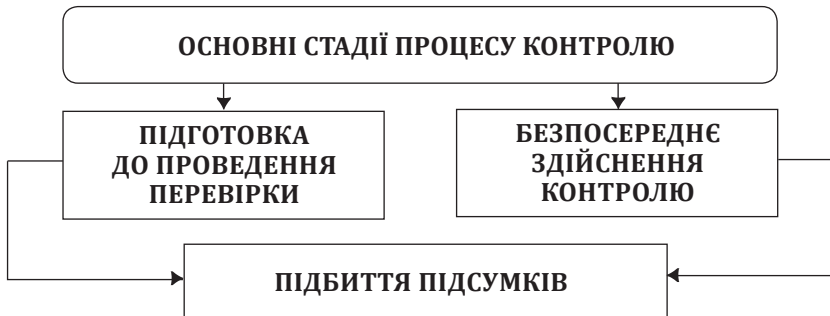 ОСНОВНІ СТАДІЇ ПРОЦЕСУ КОНТРОЛЮ
ПІДГОТОВКА
ДО ПРОВЕДЕННЯ
ПЕРЕВІРКИ
БЕЗПОСЕРЕДНЄ
ЗДІЙСНЕННЯ
КОНТРОЛЮ
ПІДБИТТЯ ПІДСУМКІВ